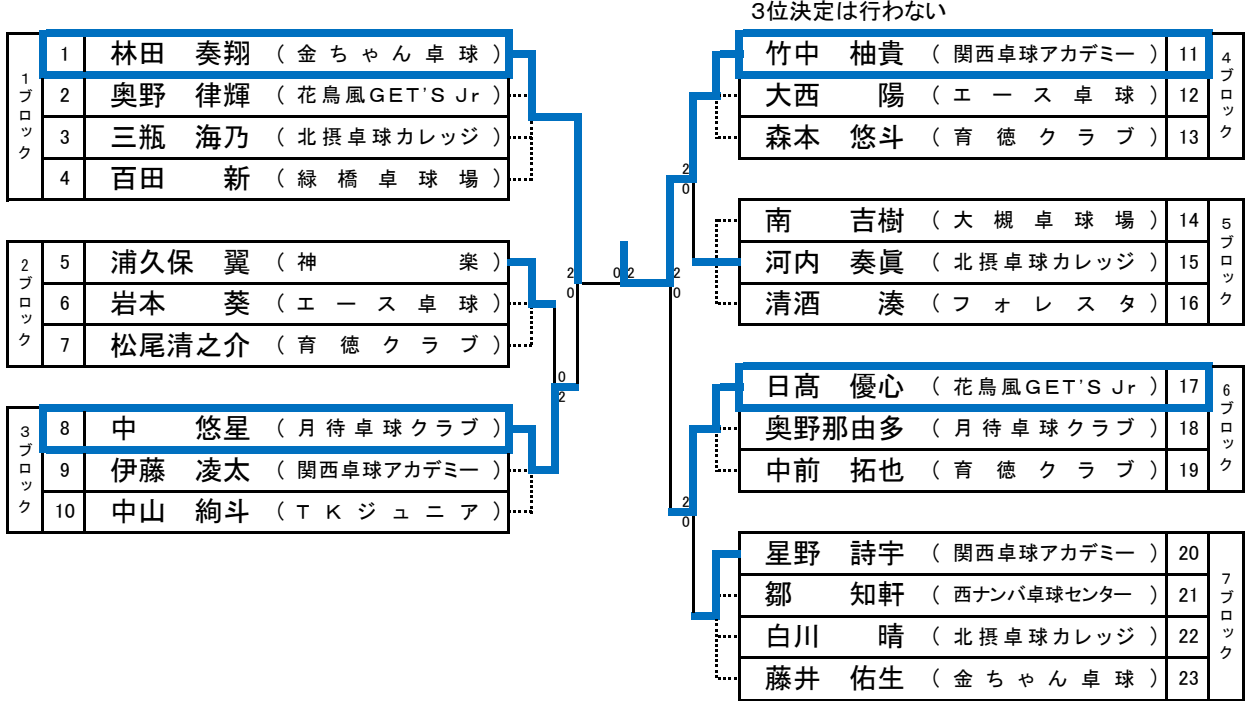 3位決定は行わない
1ブロック
1 林田 奏翔 （金ちゃん卓球）
2 奥野 律輝 （花鳥風GET'S Jr）
3 三瓶 海乃 （北摂卓球カレッジ）
4 百田 新 （緑橋卓球場）
2ブロック
5 浦久保 翼 （神楽）
6 岩本 葵 （エース卓球）
7 松尾清之介 （育徳クラブ）
3ブロック
8 中 悠星 （月待卓球クラブ）
9 伊藤 凌太 （関西卓球アカデミー）
10 中山 絢斗 （TKジュニア）
2
0
0
2
0 2
2
0
2
0
2
0
竹中 柚貴 （関西卓球アカデミー） 11
大西 陽 （エース卓球） 12
森本 悠斗 （育徳クラブ） 13
4ブロック
南 吉樹 （大槻卓球場） 14
河内 奏眞 （北摂卓球カレッジ） 15
清酒 湊 （フォレスタ） 16
5ブロック
日髙 優心 （花鳥風GET'S Jr） 17
奥野那由多 （月待卓球クラブ） 18
中前 拓也 （育徳クラブ） 19
6ブロック
星野 詩宇 （関西卓球アカデミー） 20
鄒 知軒 （西ナンバ卓球センター） 21
白川 晴 （北摂卓球カレッジ） 22
藤井 佑生 （金ちゃん卓球） 23
7ブロック